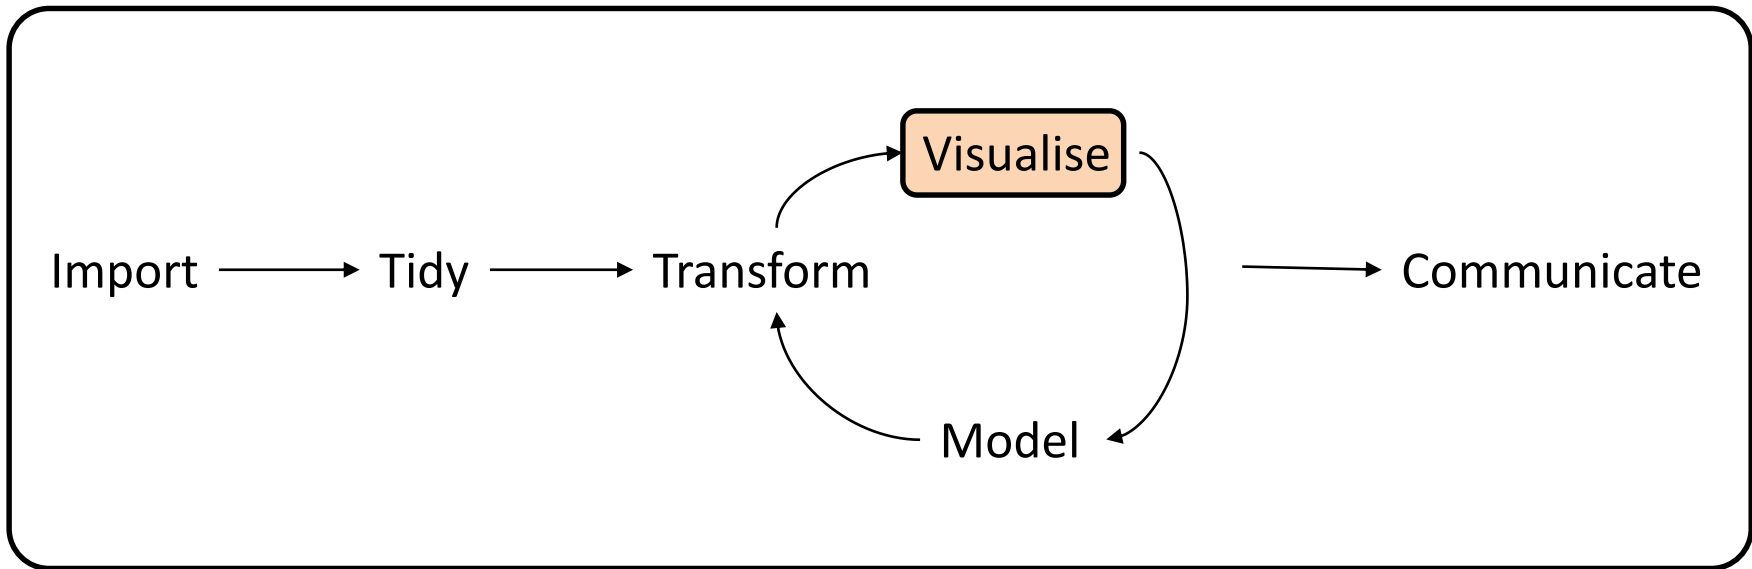 Visualise
Import
Tidy
Transform
Communicate
Model